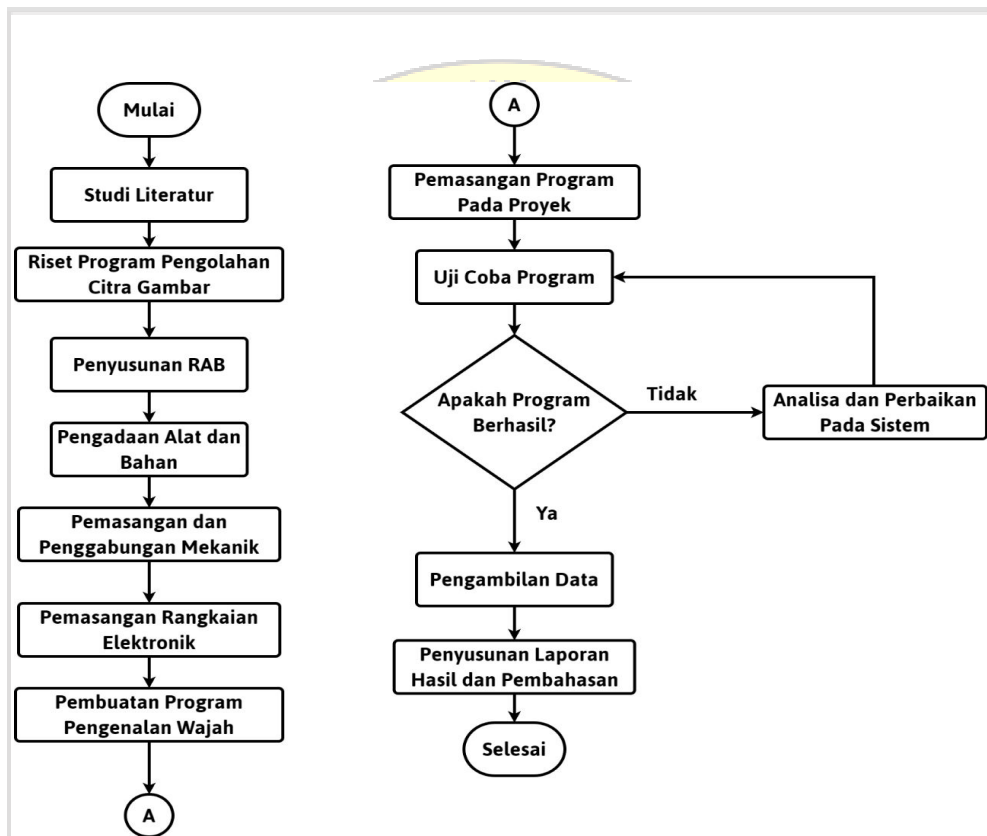 Mulai
Studi Literatur
Riset Program Pengolahan
Citra Gambar
Penyusunan RAB
Pengadaan Alat dan
Bahan
Pemasangan dan
Penggabungan Mekanik
Pemasangan Rangkaian
Elektronik
Pembuatan Program
Pengenalan Wajah
A
A
Pemasangan Program
Pada Proyek
Uji Coba Program
Apakah Program
Berhasil?
Tidak
Analisa dan Perbaikan
Pada Sistem
Ya
Pengambilan Data
Penyusunan Laporan
Hasil dan Pembahasan
Selesai